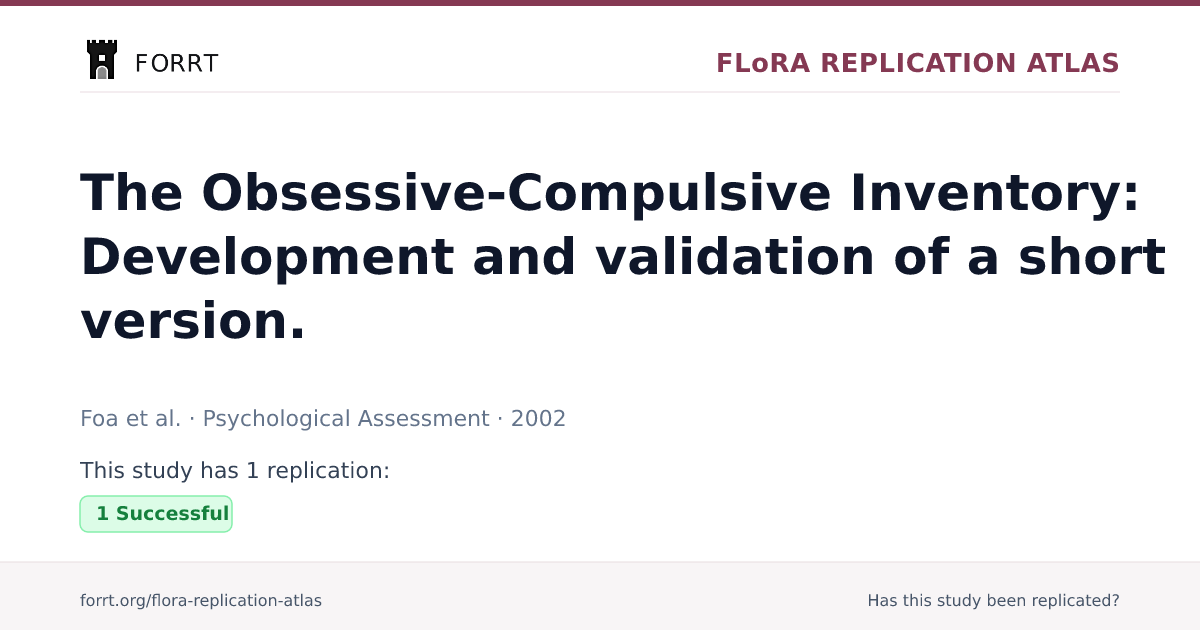 FORRT
FLoRA REPLICATION ATLAS
The Obsessive-Compulsive Inventory:
Development and validation of a short
version.
Foa et al. · Psychological Assessment · 2002
This study has 1 replication:
1 Successful
forrt.org/flora-replication-atlas
Has this study been replicated?